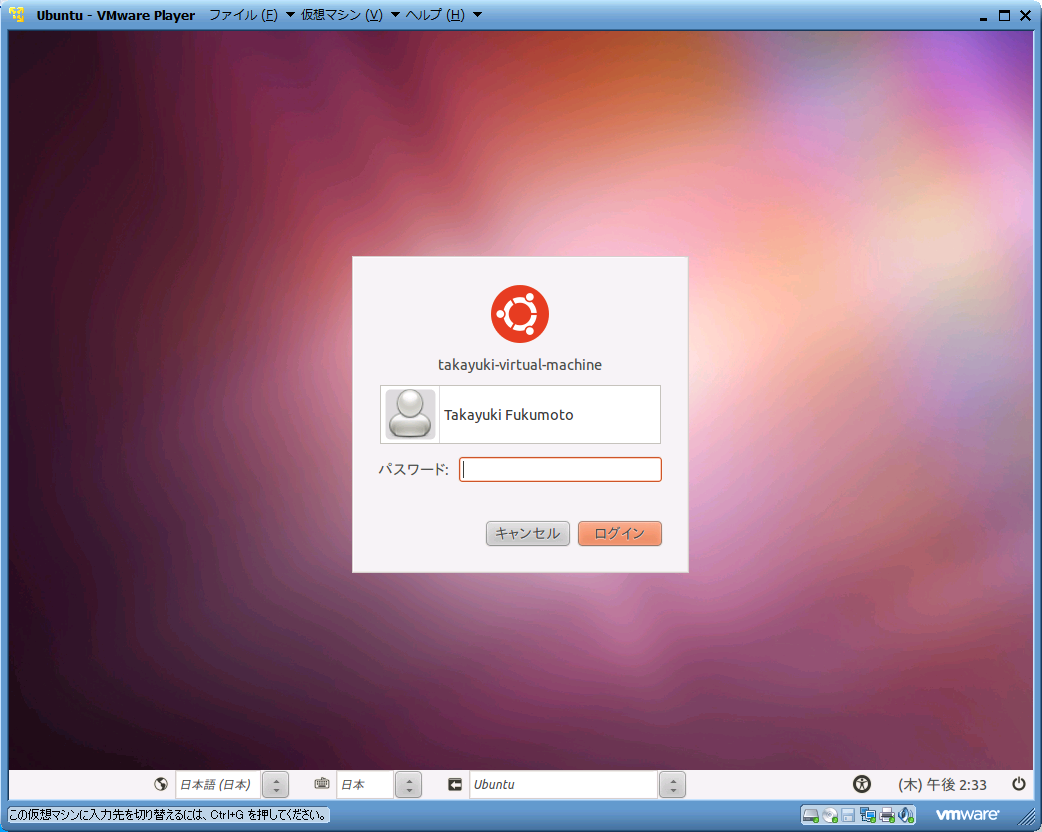 Ubuntu - VMware Player ファイル (F) 仮想マシン (V) ヘルプ (H)
takayuki-virtual-machine
Takayuki Fukumoto
パスワード:
キャンセル ログイン
日本語 (日本) 日本 Ubuntu (木) 午後 2:33
この仮想マシンに入力先を切り替えるには、Ctrl+G を押してください。 vmware